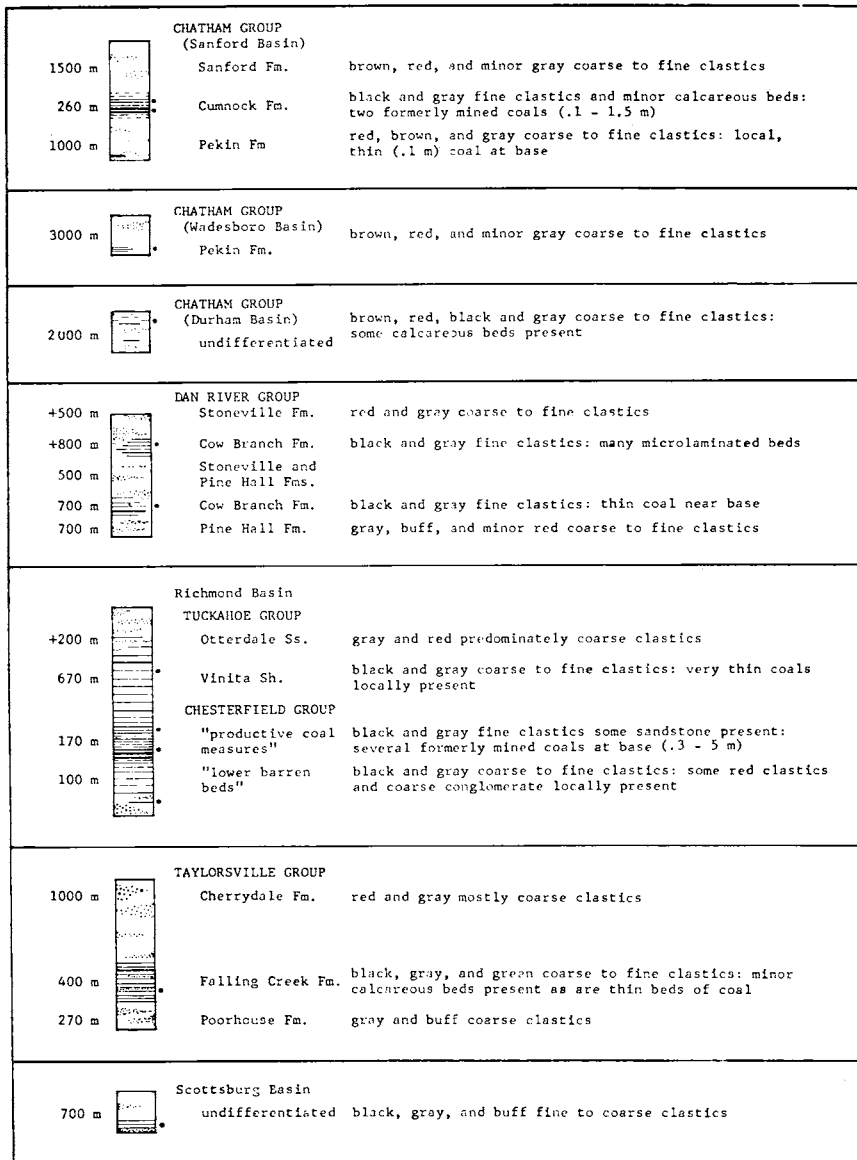 CHATHAM GROUP
(Sanford Basin)
1500 m Sanford Fm. brown, red, and minor gray coarse to fine clastics
260 m Cumnock Fm. black and gray fine clastics and minor calcareous beds:
two formerly mined coals (.1 - 1.5 m)
1000 m Pekin Fm red, brown, and gray coarse to fine clastics: local,
thin (.1 m) coal at base
CHATHAM GROUP
(Wadesboro Basin)
3000 m brown, red, and minor gray coarse to fine clastics
Pekin Fm.
CHATHAM GROUP
(Durham Basin) brown, red, black and gray coarse to fine clastics:
2000 m some calcareous beds present
undifferentiated
DAN RIVER GROUP
+500 m Stoneville Fm. red and gray coarse to fine clastics
+800 m Cow Branch Fm. black and gray fine clastics: many microlaminated beds
500 m Stoneville and
Pine Hall Fms.
700 m Cow Branch Fm. black and gray fine clastics: thin coal near base
700 m Pine Hall Fm. gray, buff, and minor red coarse to fine clastics
Richmond Basin
TUCKAHOE GROUP
+200 m Otterdale Ss. gray and red predominately coarse clastics
670 m Vinita Sh. black and gray coarse to fine clastics: very thin coals
locally present
CHESTERFIELD GROUP
170 m "productive coal black and gray fine clastics some sandstone present:
measures" several formerly mined coals at base (.3 - 5 m)
100 m "lower barren black and gray coarse to fine clastics: some red clastics
beds" and coarse conglomerate locally present
TAYLORSVILLE GROUP
1000 m Cherrydale Fm. red and gray mostly coarse clastics
400 m Falling Creek Fm. black, gray, and green coarse to fine clastics: minor
calcareous beds present as are thin beds of coal
270 m Poorhouse Fm. gray and buff coarse clastics
Scottsburg Basin
700 m undifferentiated black, gray, and buff fine to coarse clastics